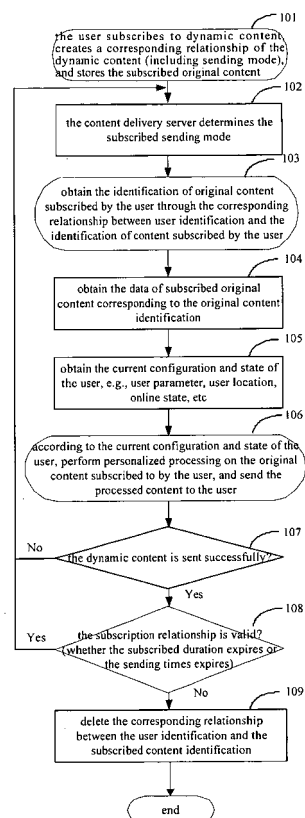 101
the user subscribes to dynamic content,
creates a corresponding relationship of the
dynamic content (including sending mode),
and stores the subscribed original content
102
the content delivery server determines the
subscribed sending mode
103
obtain the identification of original content
subscribed by the user through the corresponding
relationship between user identification and the
identification of content subscribed by the user
104
obtain the data of subscribed original
content corresponding to the original content
identification
105
obtain the current configuration and state of
the user, e.g., user parameter, user location,
online state, etc
106
according to the current configuration and state of the
user, perform personalized processing on the original
content subscribed to by the user, and send the
processed content to the user
107
No
the dynamic content is sent successfully?
Yes
108
Yes
the subscription relationship is valid?
(whether the subscribed duration expires or
the sending times expires)
No
109
delete the corresponding relationship
between the user identification and the
subscribed content identification
end